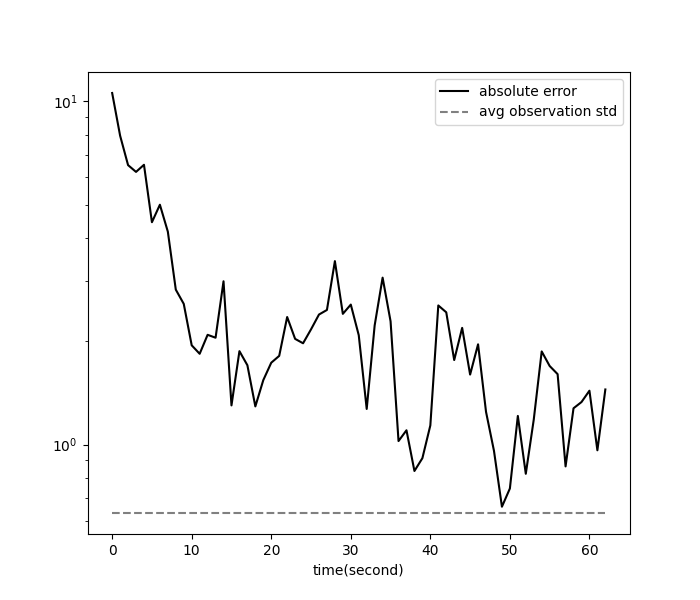 absolute error
avg observation std
10¹
10⁰
0 10 20 30 40 50 60
time(second)